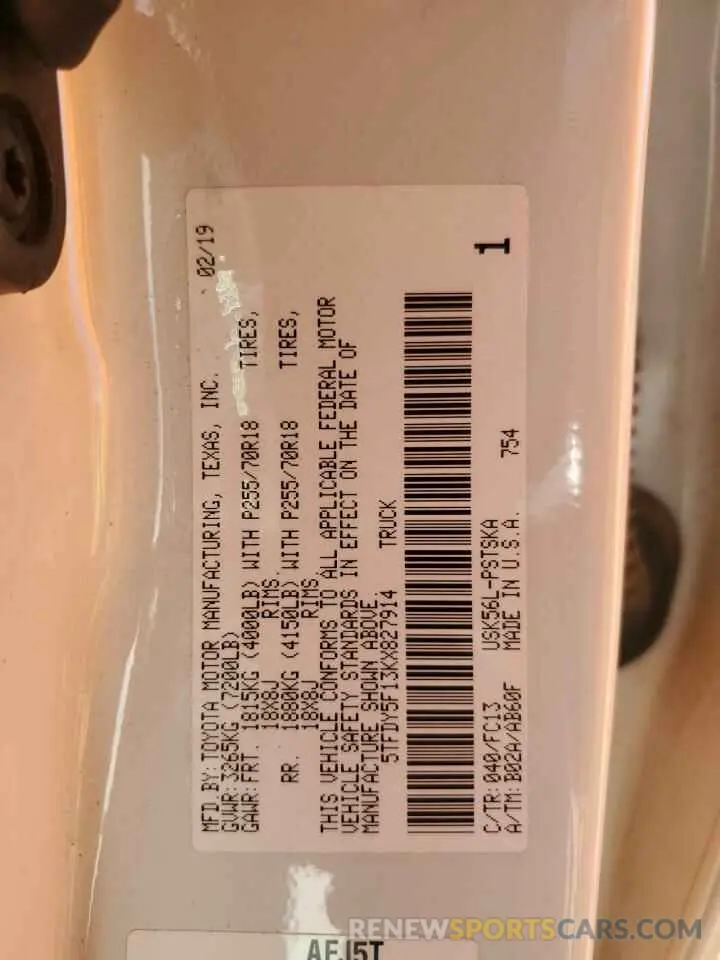 MFD BY: TOYOTA MOTOR MANUFACTURING, TEXAS, INC. 02/19
GVWR: 3265KG (7200LB)
GAWR: FRT. 1815KG (4000LB) WITH P255/70R18 TIRES,
18X8J RIMS
RR. 1880KG (4150LB) WITH P255/70R18 TIRES,
18X8J RIMS.
THIS VEHICLE CONFORMS TO ALL APPLICABLE FEDERAL MOTOR
VEHICLE SAFETY STANDARDS IN EFFECT ON THE DATE OF
MANUFACTURE SHOWN ABOVE.
5TFDY5F13KX827914 TRUCK
1
C/TR: 040/FC13 USK56L-PSTSKA 754
A/TM: B02A/AB60F MADE IN U.S.A.
AFJ5T
RENEWSPORTSCARS.COM